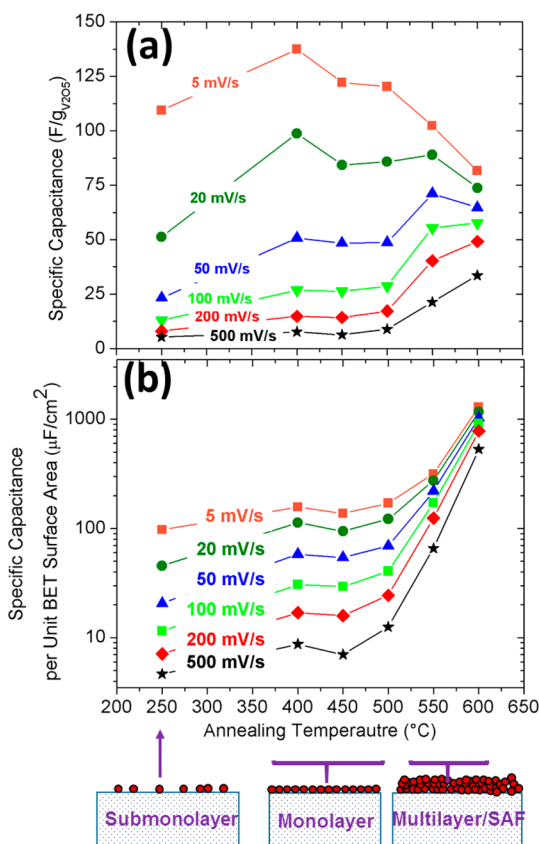 (a)
150
125
100
75
50
25
0
Specific Capacitance (F/g_V2O5)
5 mV/s
20 mV/s
50 mV/s
100 mV/s
200 mV/s
500 mV/s
(b)
1000
100
10
Specific Capacitance
per Unit BET Surface Area (μF/cm²)
5 mV/s
20 mV/s
50 mV/s
100 mV/s
200 mV/s
500 mV/s
200 250 300 350 400 450 500 550 600 650
Annealing Temperautre (°C)
Submonolayer
Monolayer
Multilayer/SAF